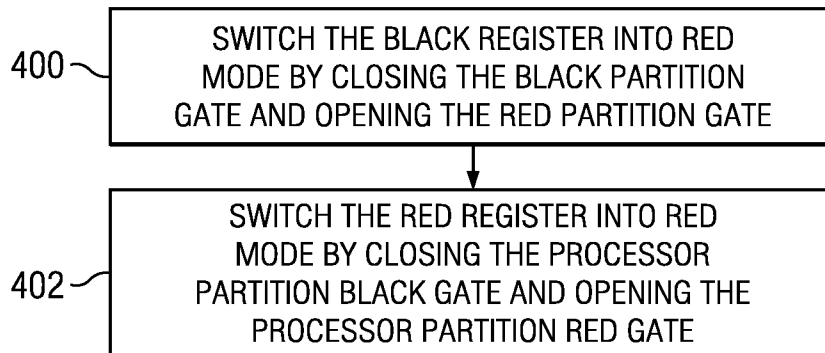 400
SWITCH THE BLACK REGISTER INTO RED
MODE BY CLOSING THE BLACK PARTITION
GATE AND OPENING THE RED PARTITION GATE
402
SWITCH THE RED REGISTER INTO RED
MODE BY CLOSING THE PROCESSOR
PARTITION BLACK GATE AND OPENING THE
PROCESSOR PARTITION RED GATE